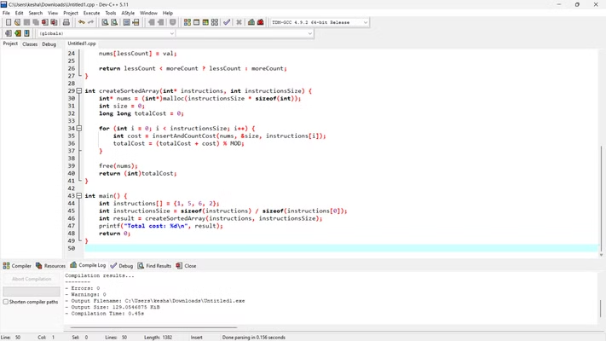 C:\Users\kesha\Downloads\Untitled1.cpp - Dev-C++ 5.11
File Edit Search View Project Execute Tools AStyle Window Help
TDM-GCC 4.9.2 64-bit Release
(globals)
Project Classes Debug Untitled1.cpp
24 nums[lessCount] = val;
25
26 return lessCount < moreCount ? lessCount : moreCount;
27 }
28
29 int createSortedArray(int* instructions, int instructionsSize) {
30 int* nums = (int*)malloc(instructionsSize * sizeof(int));
31 int size = 0;
32 long long totalCost = 0;
33
34 for (int i = 0; i < instructionsSize; i++) {
35 int cost = insertAndCountCost(nums, &size, instructions[i]);
36 totalCost = (totalCost + cost) % MOD;
37 }
38
39 free(nums);
40 return (int)totalCost;
41 }
42
43 int main() {
44 int instructions[] = {1, 5, 6, 2};
45 int instructionsSize = sizeof(instructions) / sizeof(instructions[0]);
46 int result = createSortedArray(instructions, instructionsSize);
47 printf("Total cost: %d\n", result);
48 return 0;
49 }
50
Compiler Resources Compile Log Debug Find Results Close
Abort Compilation
Shorten compiler paths
Compilation results...
--------
- Errors: 0
- Warnings: 0
- Output Filename: C:\Users\kesha\Downloads\Untitled1.exe
- Output Size: 129.0546875 KiB
- Compilation Time: 0.45s
Line: 50 Col: 1 Sel: 0 Lines: 50 Length: 1382 Insert Done parsing in 0.156 seconds